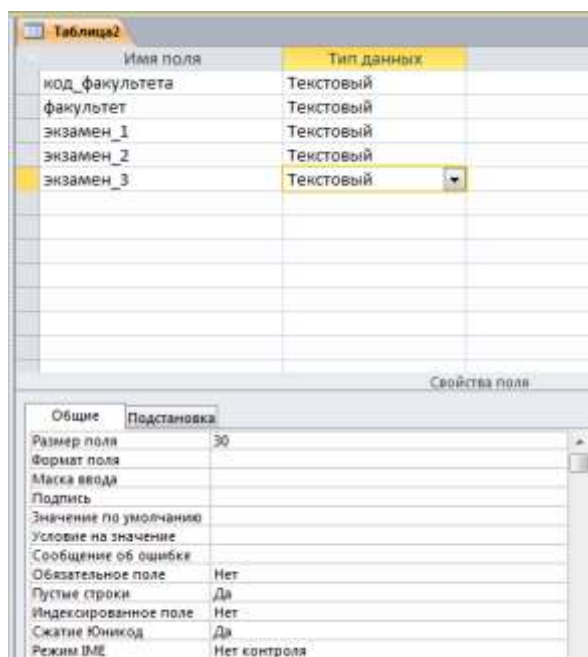 Таблица2
Имя поля Тип данных
код_факультета Текстовый
факультет Текстовый
экзамен_1 Текстовый
экзамен_2 Текстовый
экзамен_3 Текстовый
Свойства поля
Общие Подстановка
Размер поля 30
Формат поля
Маска ввода
Подпись
Значение по умолчанию
Условие на значение
Сообщение об ошибке
Обязательное поле Нет
Пустые строки Да
Индексированное поле Нет
Сжатие Юникод Да
Режим IME Нет контроля